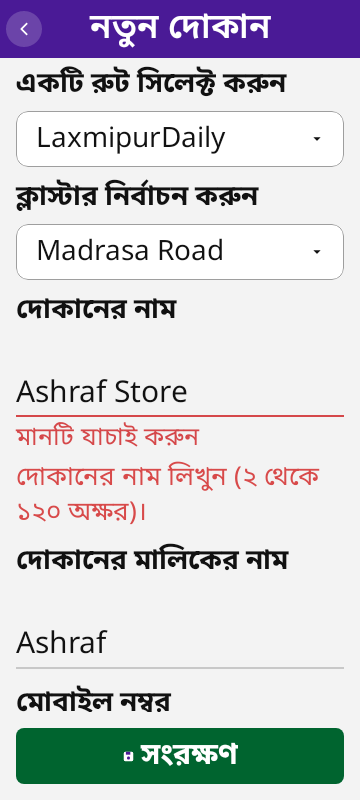 নতুন দোকান
একটি রুট সিলেক্ট করুন
LaxmipurDaily
ক্লাস্টার নির্বাচন করুন
Madrasa Road
দোকানের নাম
Ashraf Store
মানটি যাচাই করুন
দোকানের নাম লিখুন (২ থেকে
১২০ অক্ষর)।
দোকানের মালিকের নাম
Ashraf
মোবাইল নম্বর
সংরক্ষণ